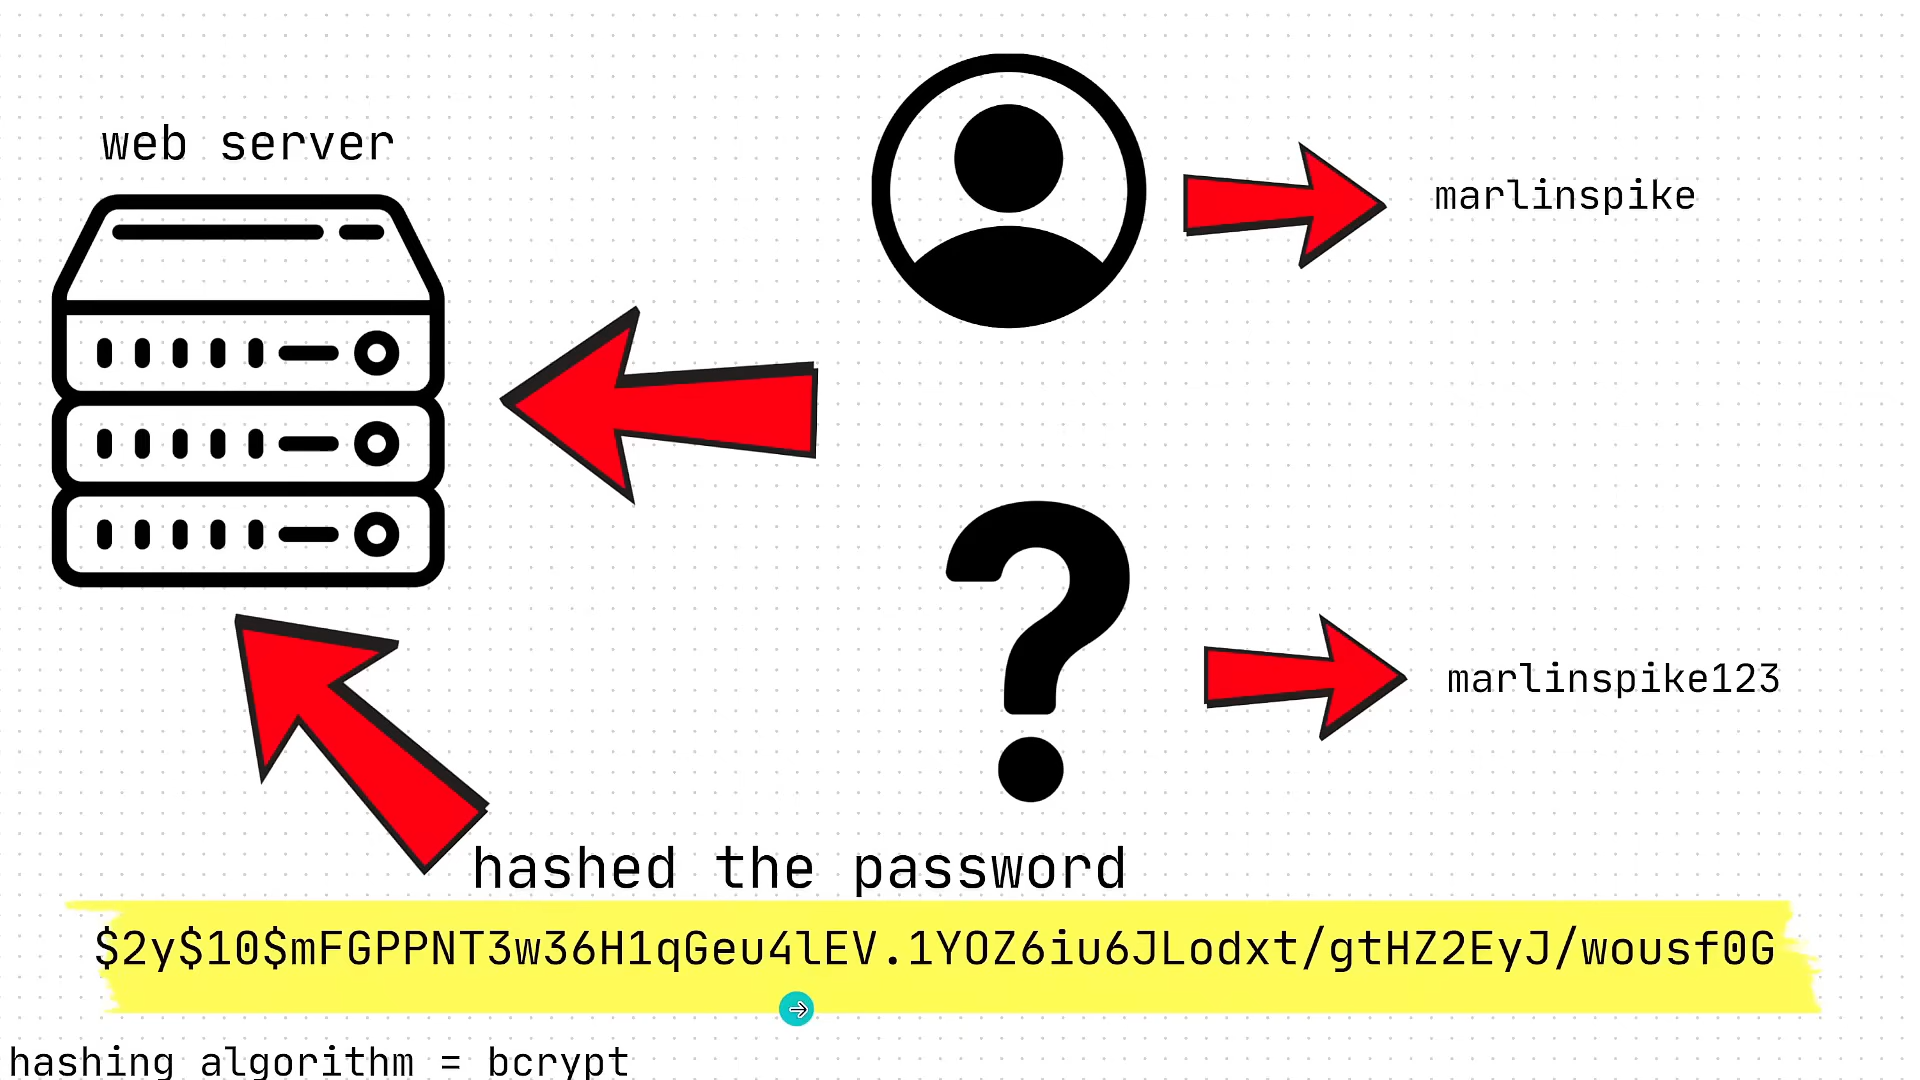 web server
marlinspike
marlinspike123
hashed the password
$2y$10$mFGPPNT3w36H1qGeu4lEV.1YOZ6iu6JLodxt/gtHZ2EyJ/wousf0G
hashing algorithm = bcrypt